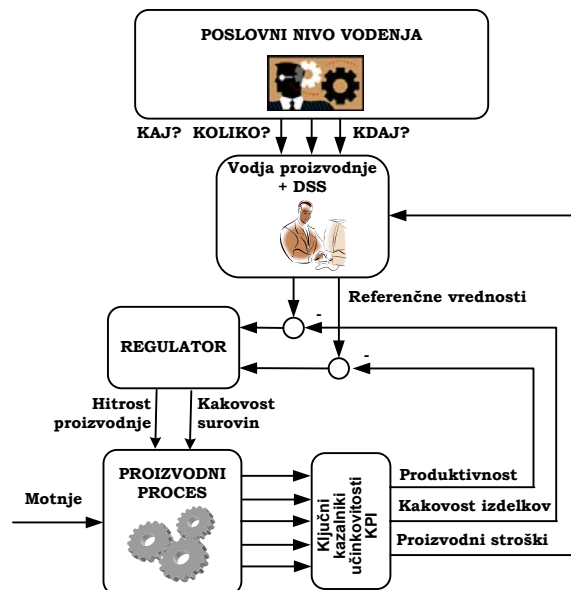 POSLOVNI NIVO VODENJA
KAJ? KOLIKO? KDAJ?
Vodja proizvodnje
+ DSS
Referenčne vrednosti
-
-
REGULATOR
Hitrost
proizvodnje
Kakovost
surovin
PROIZVODNI
PROCES
Motnje
Ključni
kazalniki
učinkovitosti
KPI
Produktivnost
Kakovost izdelkov
Proizvodni stroški